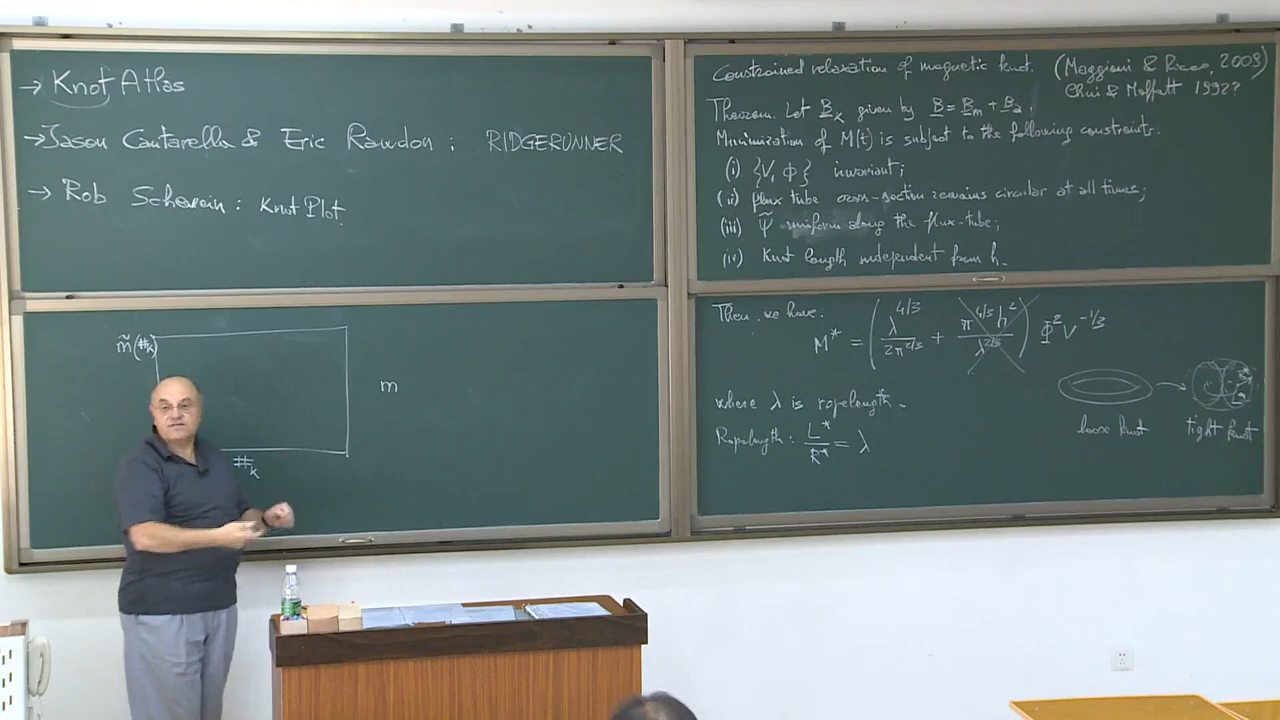 → Knot Atlas
→ Jason Cantarella & Eric Rawdon : RIDGERUNNER
→ Rob Scharein : KnotPlot
m̃(#k)
m
#k
Constrained relaxation of magnetic knot. (Maggioni & Ricca, 2009)
Chui & Moffatt 1992?
Theorem. Let B_K given by B = B_m + B_a.
Minimization of M(t) is subject to the following constraints.
(i) {V, Φ} invariant;
(ii) flux tube cross-section remains circular at all times;
(iii) Ψ̃ uniform along the flux-tube;
(iv) Knot length independent from h.
Then, we have.
M* = (λ^4/3 / 2π^2/3 + π^4/3 h^2 / λ^2/3) Φ^2 V^-1/3
where λ is ropelength.
Ropelength : L* / R* = λ
loose knot → tight knot